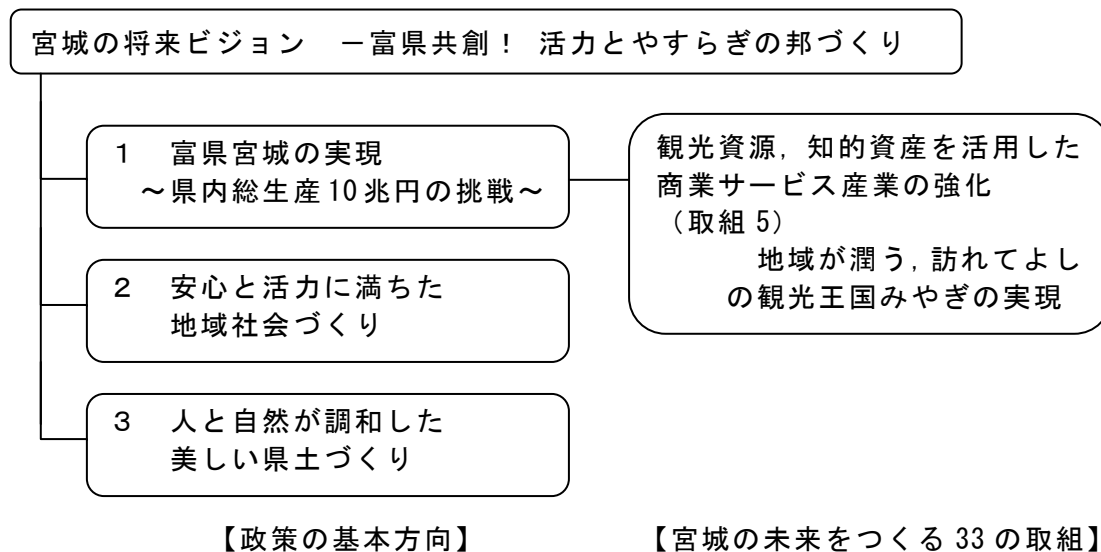 宮城の将来ビジョン －富県共創！ 活力とやすらぎの邦づくり
１ 富県宮城の実現
～県内総生産10兆円の挑戦～
観光資源，知的資産を活用した
商業サービス産業の強化
（取組5）
地域が潤う，訪れてよし
の観光王国みやぎの実現
２ 安心と活力に満ちた
地域社会づくり
３ 人と自然が調和した
美しい県土づくり
【政策の基本方向】
【宮城の未来をつくる33の取組】